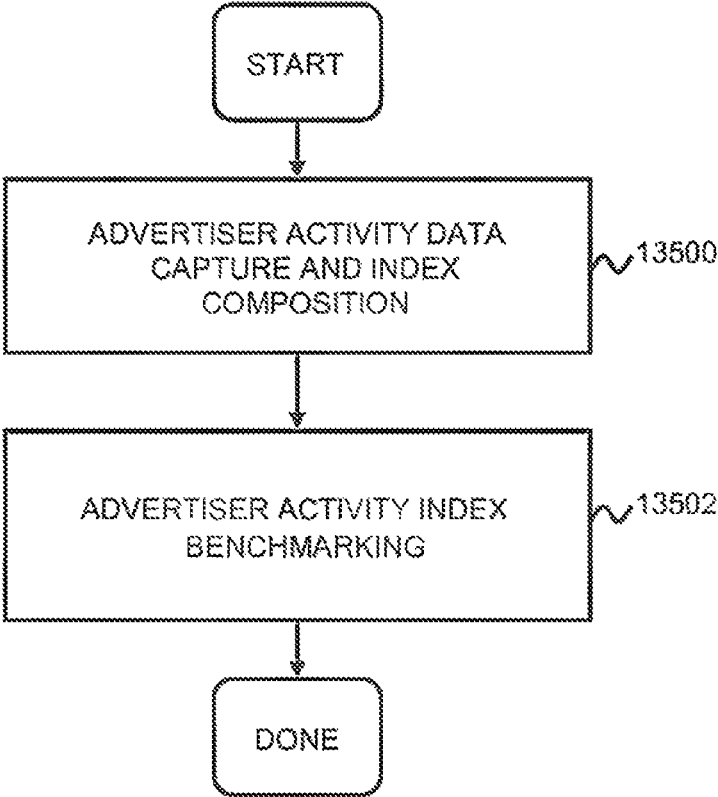 START
ADVERTISER ACTIVITY DATA
CAPTURE AND INDEX
COMPOSITION
13500
ADVERTISER ACTIVITY INDEX
BENCHMARKING
13502
DONE